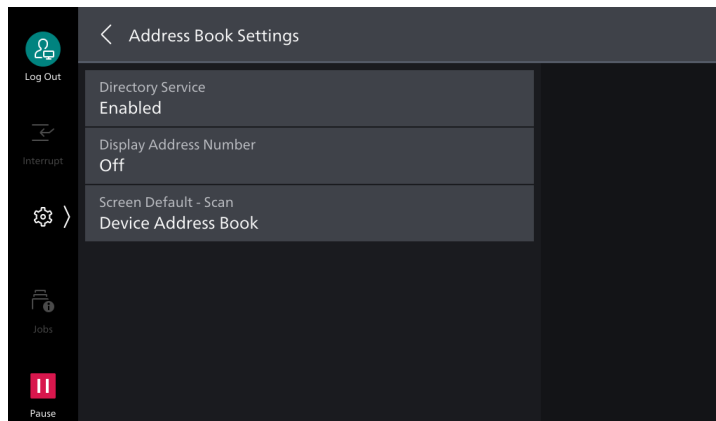 Address Book Settings
Log Out
Directory Service
Enabled
Display Address Number
Off
Interrupt
Screen Default - Scan
Device Address Book
Jobs
Pause